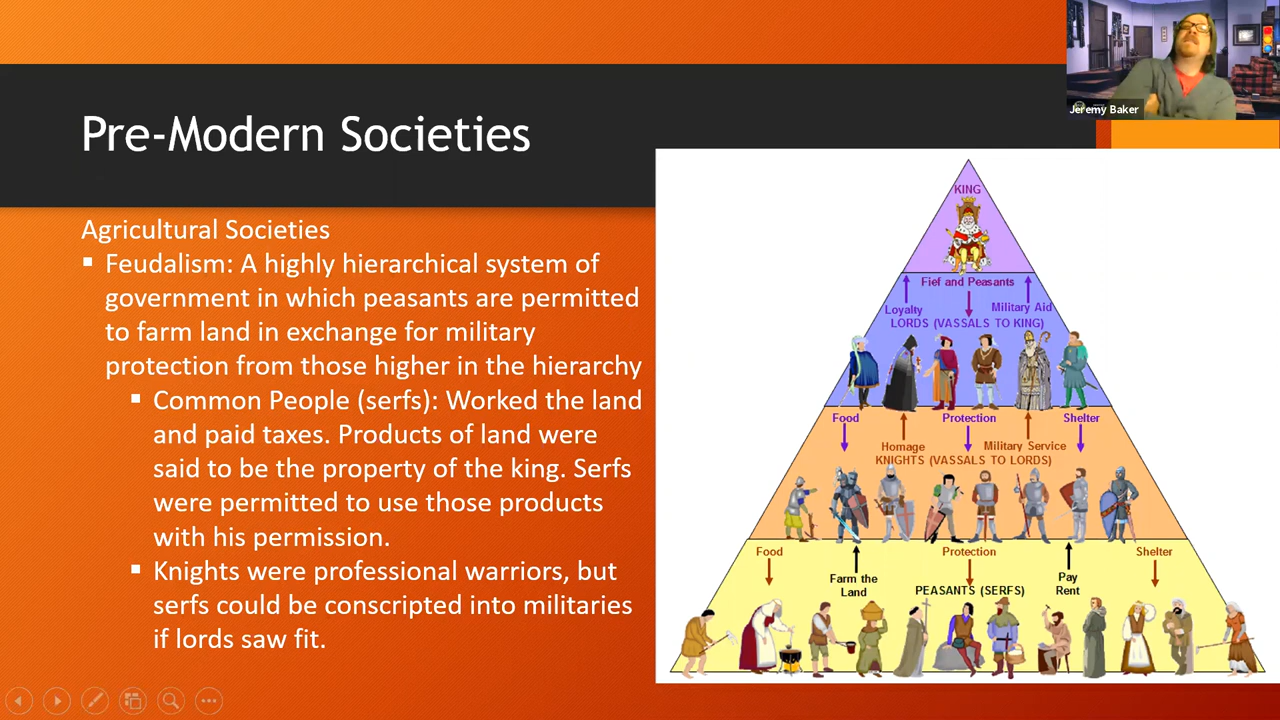 Jeremy Baker
Pre-Modern Societies
Agricultural Societies
Feudalism: A highly hierarchical system of
government in which peasants are permitted
to farm land in exchange for military
protection from those higher in the hierarchy
Common People (serfs): Worked the land
and paid taxes. Products of land were
said to be the property of the king. Serfs
were permitted to use those products
with his permission.
Knights were professional warriors, but
serfs could be conscripted into militaries
if lords saw fit.
KING
Fief and Peasants
Loyalty
Military Aid
LORDS (VASSALS TO KING)
Food
Protection
Shelter
Homage
Military Service
KNIGHTS (VASSALS TO LORDS)
Food
Protection
Shelter
Farm the
Land
Pay
Rent
PEASANTS (SERFS)